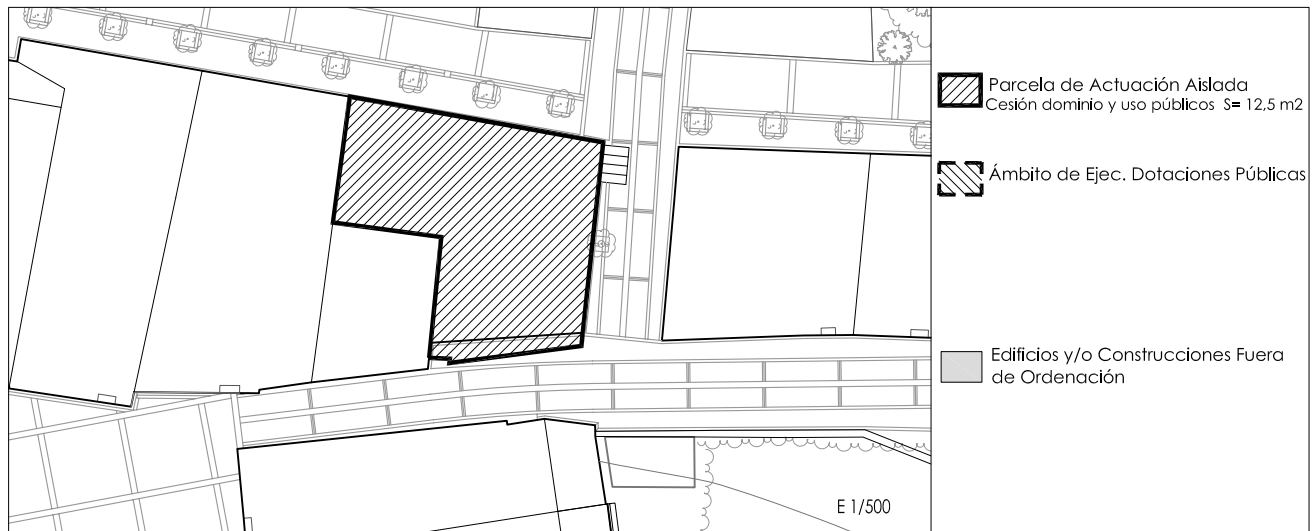 Parcela de Actuación Aislada
Cesión dominio y uso públicos S= 12,5 m2
Ámbito de Ejec. Dotaciones Públicas
Edificios y/o Construcciones Fuera
de Ordenación
E 1/500